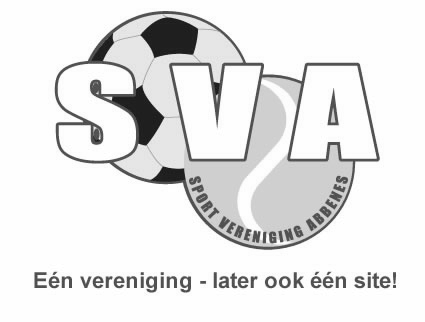 SVA
SPORT VERENIGING ABBENES
Eén vereniging - later ook één site!